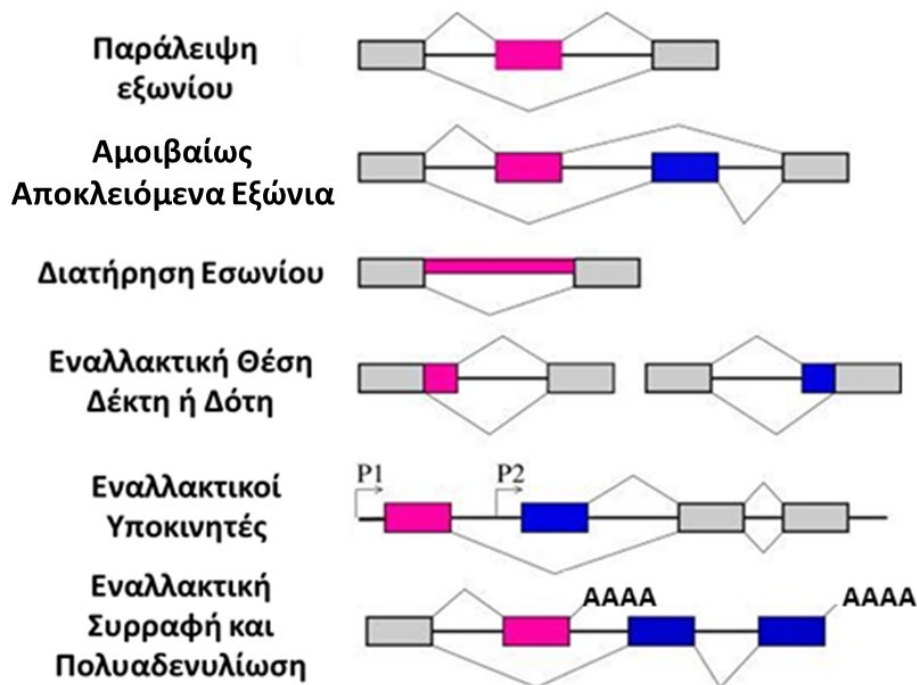 Παράλειψη
εξωνίου
Αμοιβαίως
Αποκλειόμενα Εξώνια
Διατήρηση Εσωνίου
Εναλλακτική Θέση
Δέκτη ή Δότη
Εναλλακτικοί
Υποκινητές
P1
P2
Εναλλακτική
Συρραφή και
Πολυαδενυλίωση
AAAA
AAAA